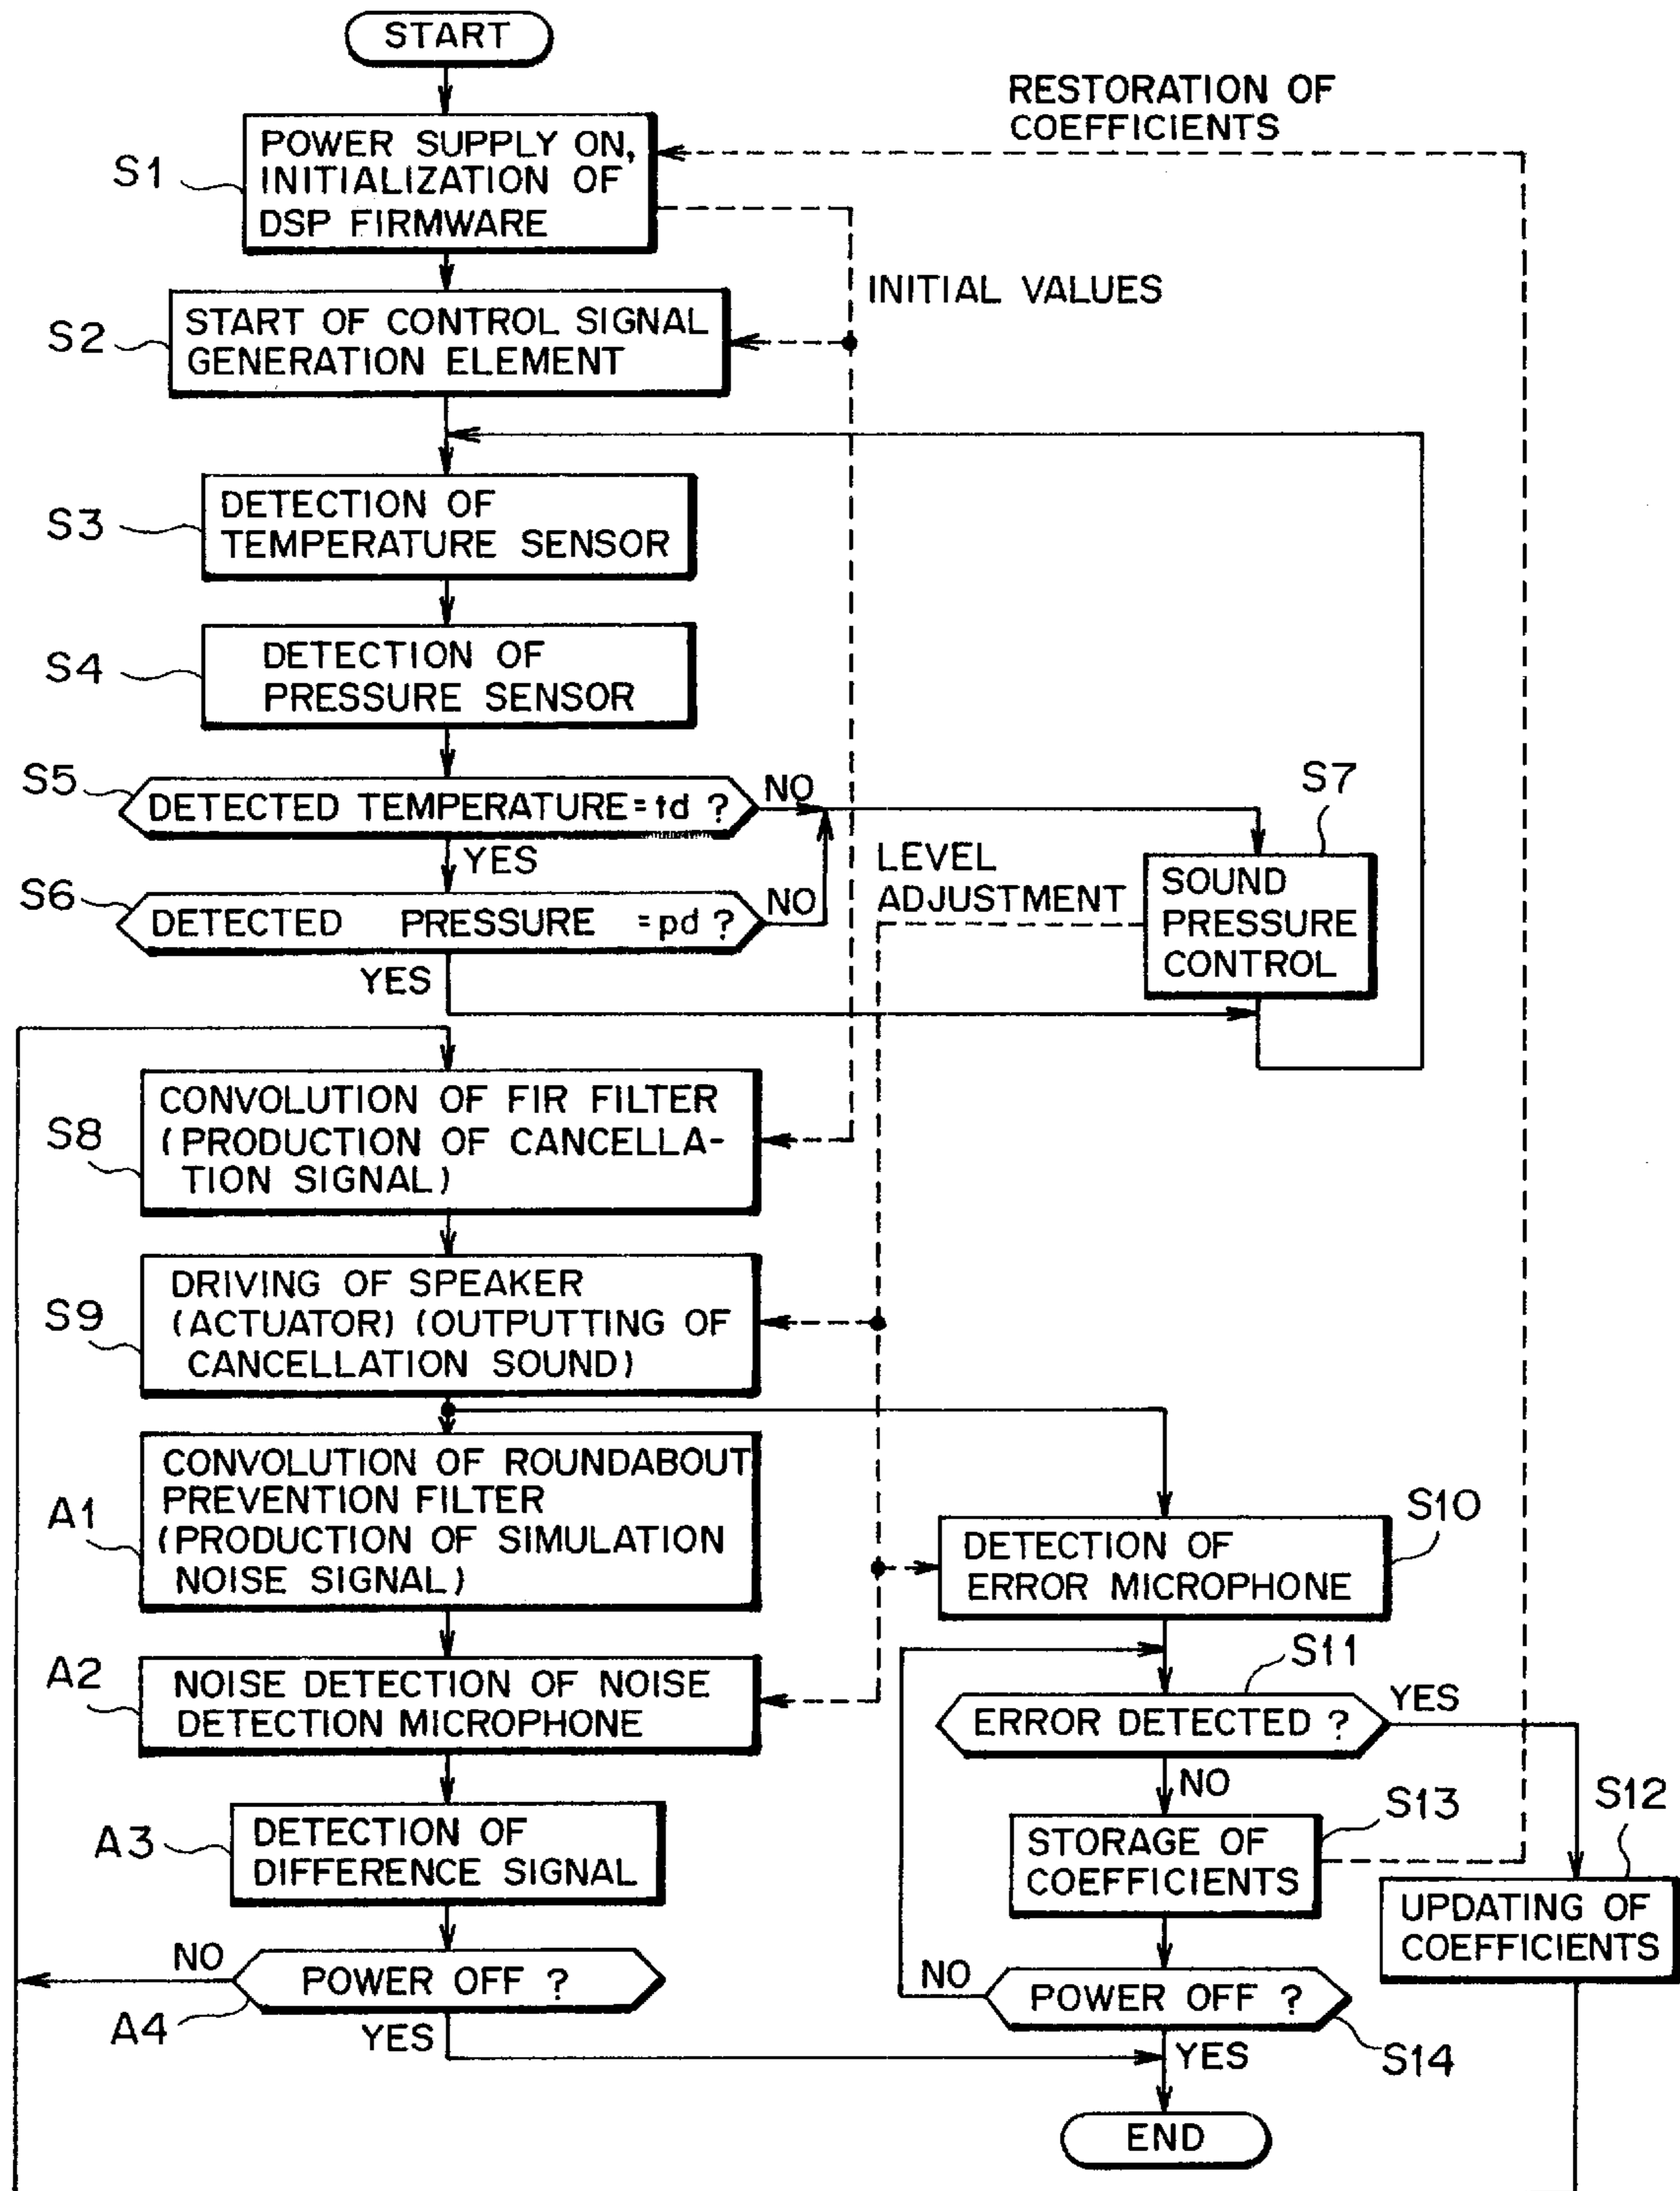 START
RESTORATION OF
COEFFICIENTS
S1
POWER SUPPLY ON,
INITIALIZATION OF
DSP FIRMWARE
INITIAL VALUES
S2
START OF CONTROL SIGNAL
GENERATION ELEMENT
S3
DETECTION OF
TEMPERATURE SENSOR
S4
DETECTION OF
PRESSURE SENSOR
S5
DETECTED TEMPERATURE=td ?
NO
YES
S7
SOUND
PRESSURE
CONTROL
LEVEL
ADJUSTMENT
S6
DETECTED PRESSURE =pd ?
NO
YES
S8
CONVOLUTION OF FIR FILTER
(PRODUCTION OF CANCELLA-
TION SIGNAL)
S9
DRIVING OF SPEAKER
(ACTUATOR) (OUTPUTTING OF
CANCELLATION SOUND)
A1
CONVOLUTION OF ROUNDABOUT
PREVENTION FILTER
(PRODUCTION OF SIMULATION
NOISE SIGNAL)
S10
DETECTION OF
ERROR MICROPHONE
A2
NOISE DETECTION OF NOISE
DETECTION MICROPHONE
S11
ERROR DETECTED ?
YES
NO
A3
DETECTION OF
DIFFERENCE SIGNAL
S13
STORAGE OF
COEFFICIENTS
S12
UPDATING OF
COEFFICIENTS
NO
POWER OFF ?
A4
YES
NO
POWER OFF ?
S14
YES
END